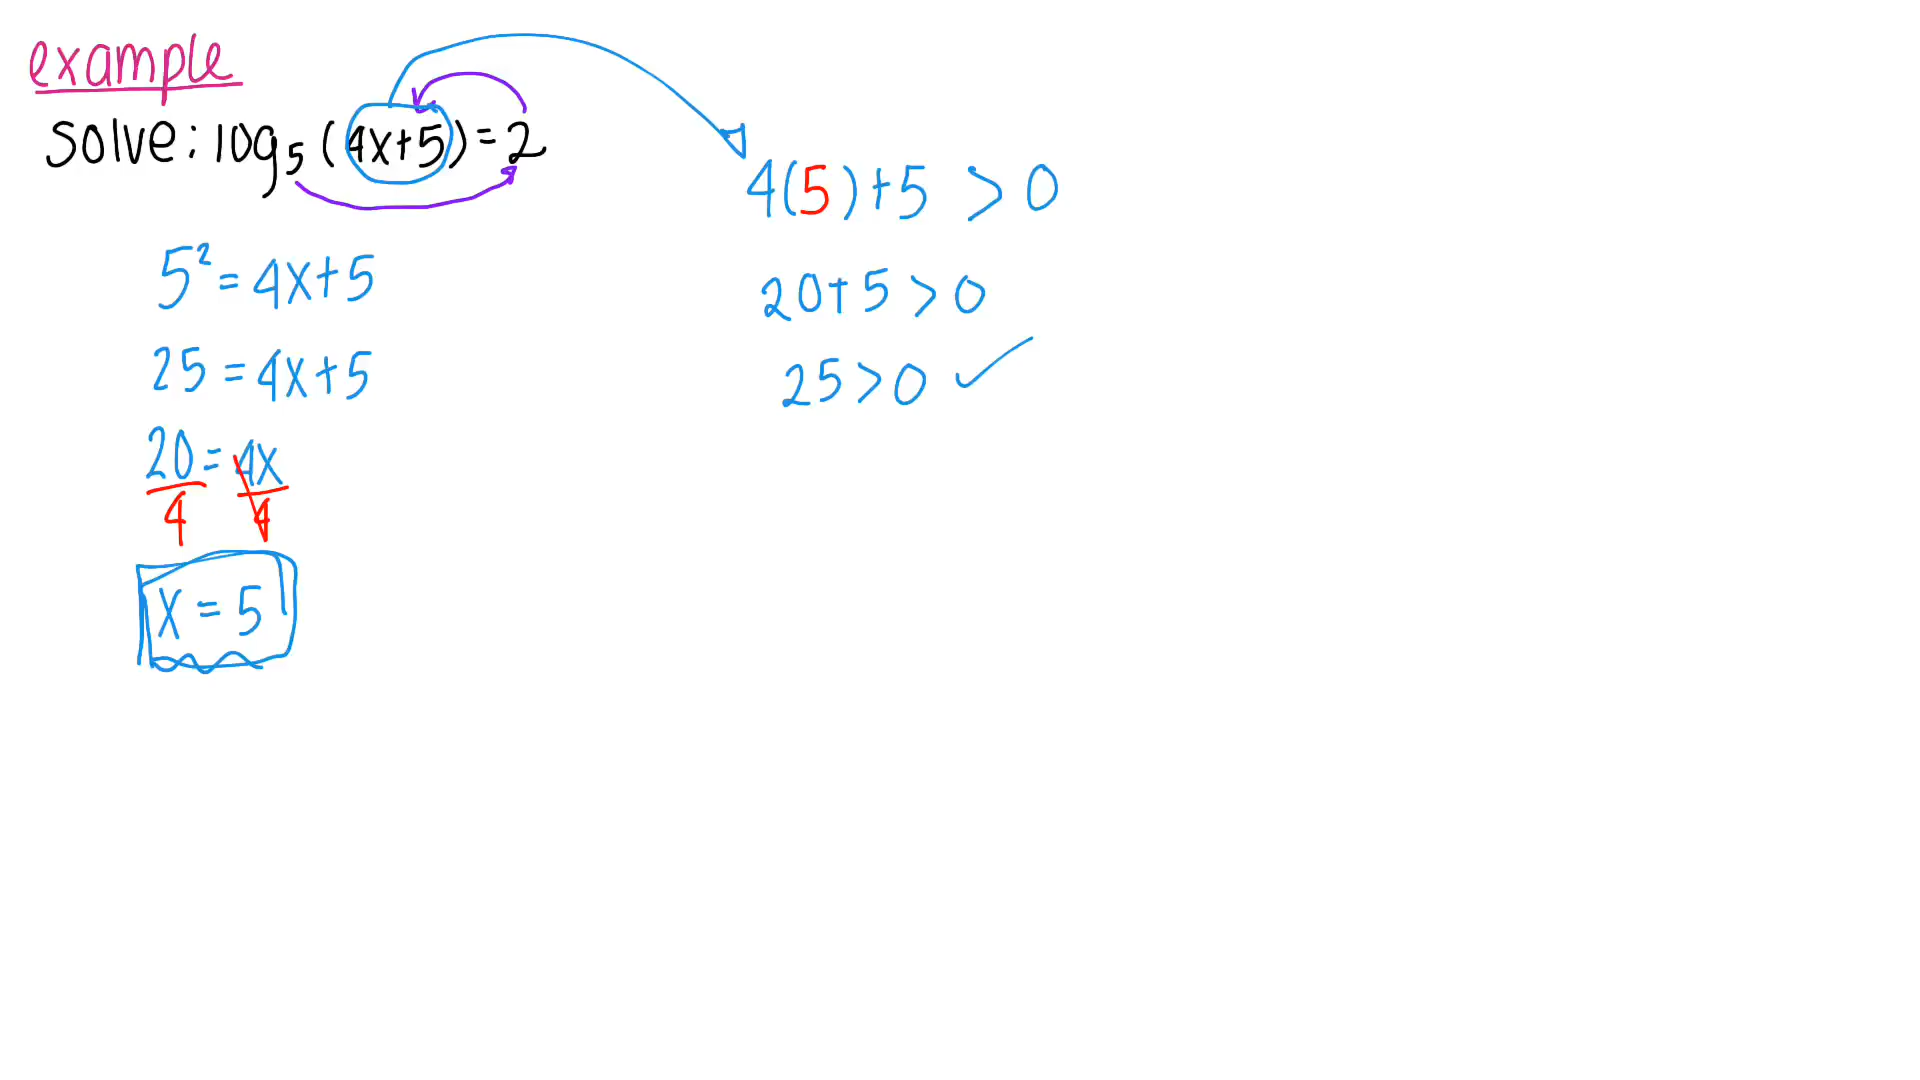 example
solve: log₅(4x+5)=2
5²=4x+5
25=4x+5
20=4x
4 4
x=5
4(5)+5 > 0
20+5 > 0
25>0 ✓